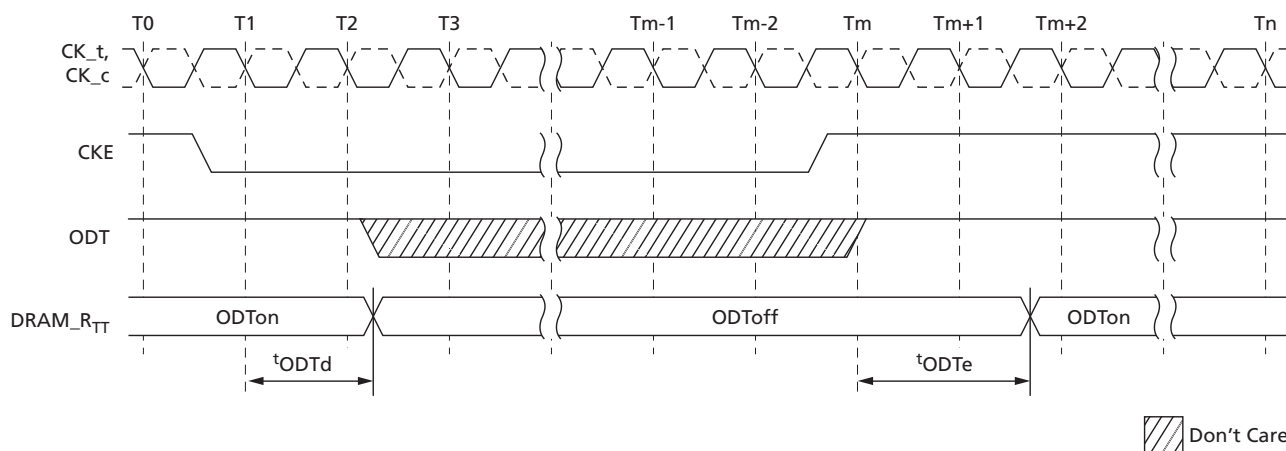 T0 T1 T2 T3 Tm-1 Tm-2 Tm Tm+1 Tm+2 Tn
CK_t,
CK_c
CKE
ODT
DRAM_RTT ODTon ODToff ODTon
tODTd tODTe
Don't Care